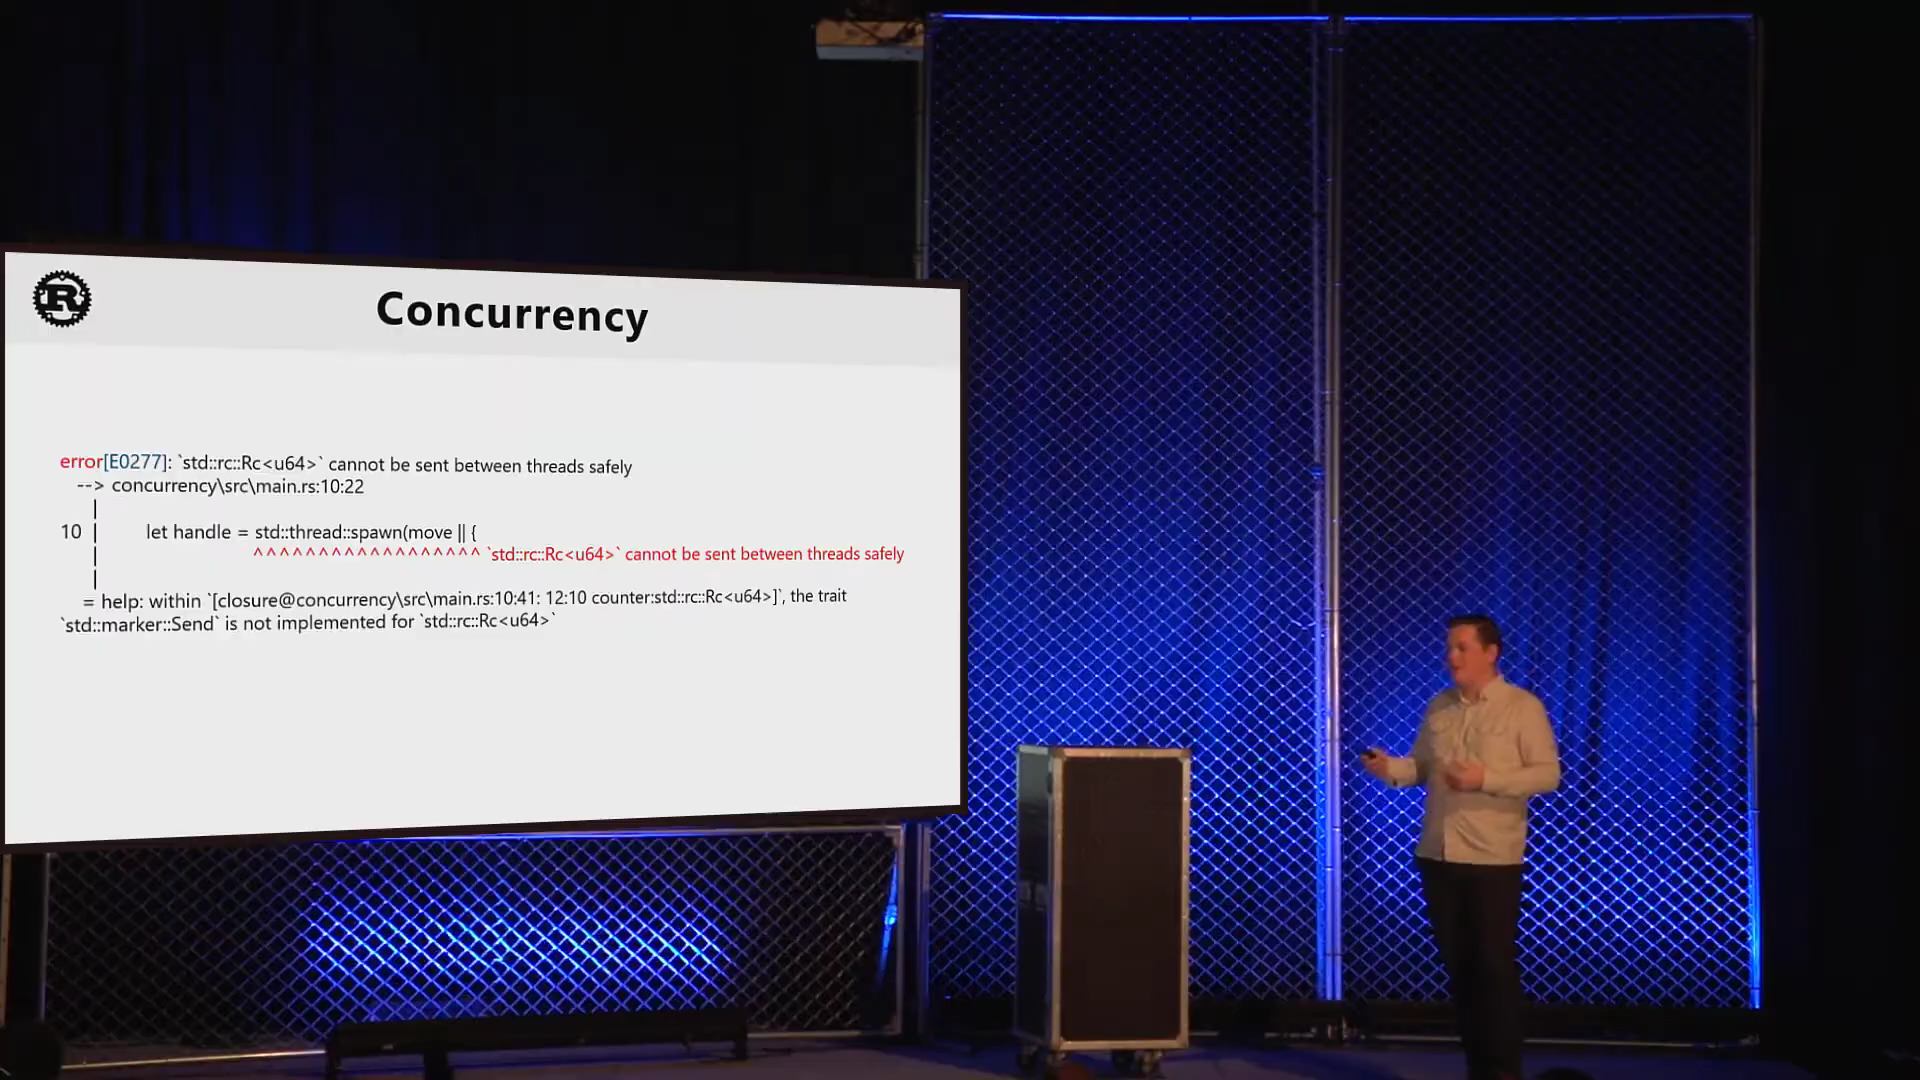 R
Concurrency
error[E0277]: `std::rc::Rc<u64>` cannot be sent between threads safely
--> concurrency\src\main.rs:10:22
|
10 | let handle = std::thread::spawn(move || {
| ^^^^^^^^^^^^^^^^^^ `std::rc::Rc<u64>` cannot be sent between threads safely
|
= help: within `[closure@concurrency\src\main.rs:10:41: 12:10 counter:std::rc::Rc<u64>]`, the trait
`std::marker::Send` is not implemented for `std::rc::Rc<u64>`